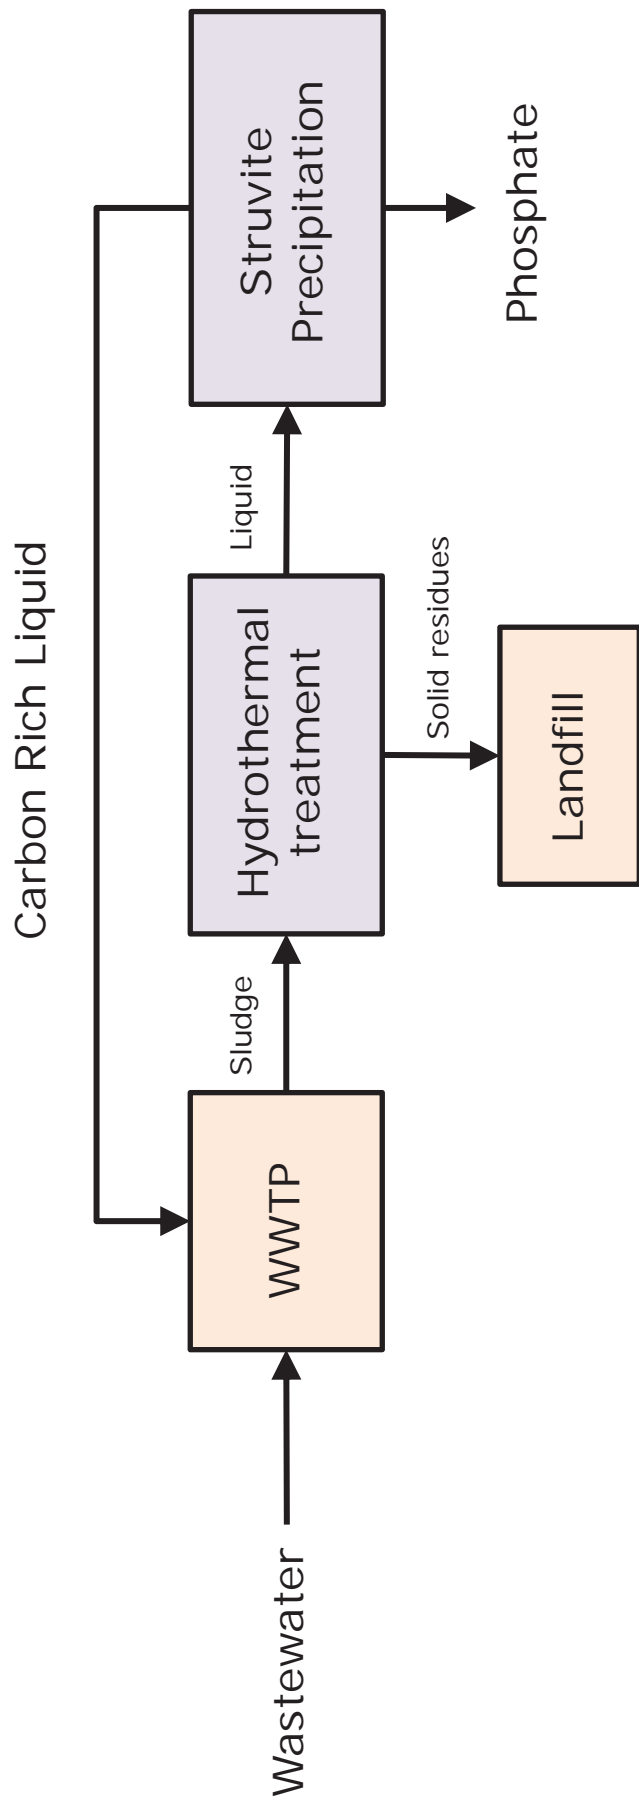 Carbon Rich Liquid
Wastewater
WWTP
Sludge
Hydrothermal
treatment
Liquid
Struvite
Precipitation
Solid residues
Landfill
Phosphate